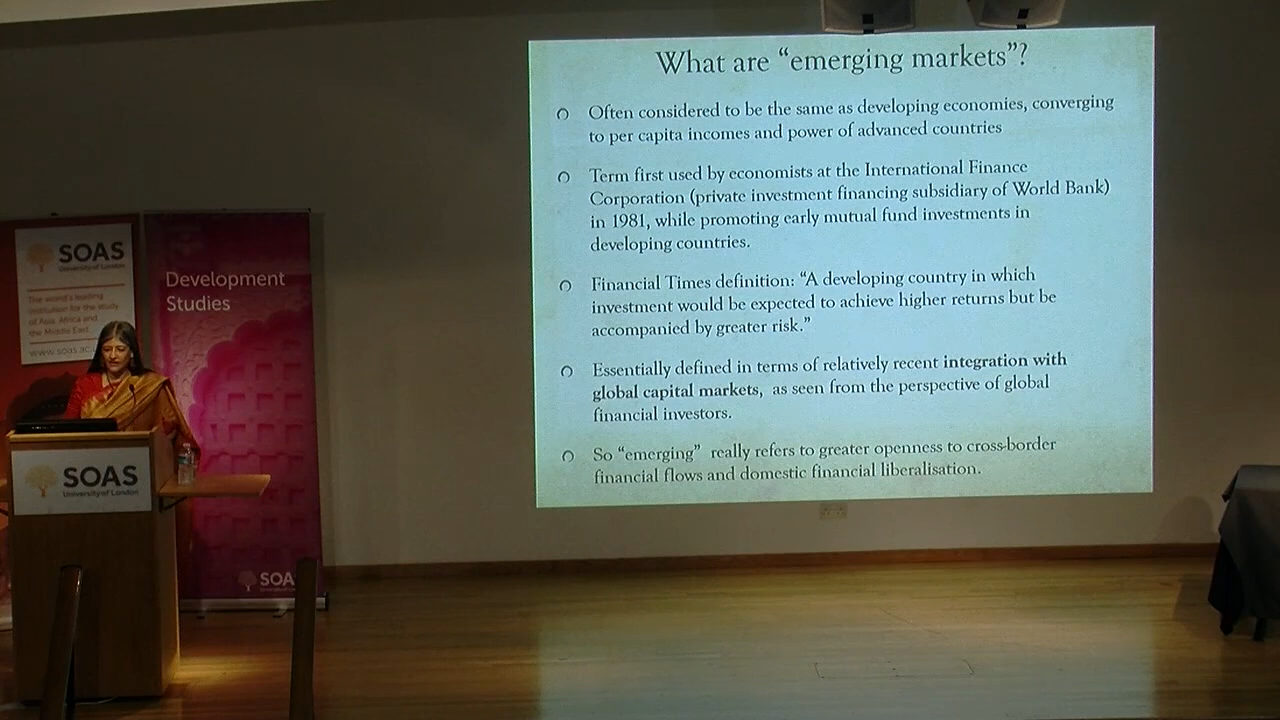 What are “emerging markets”?
Often considered to be the same as developing economies, converging
to per capita incomes and power of advanced countries
Term first used by economists at the International Finance
Corporation (private investment financing subsidiary of World Bank)
in 1981, while promoting early mutual fund investments in
developing countries.
Financial Times definition: “A developing country in which
investment would be expected to achieve higher returns but be
accompanied by greater risk.”
Essentially defined in terms of relatively recent integration with
global capital markets, as seen from the perspective of global
financial investors.
So “emerging” really refers to greater openness to cross-border
financial flows and domestic financial liberalisation.
SOAS
University of London
The world's leading
institution for the study
of Asia, Africa and
the Middle East
www.soas.ac
Development
Studies
SOAS
University of London
SOA